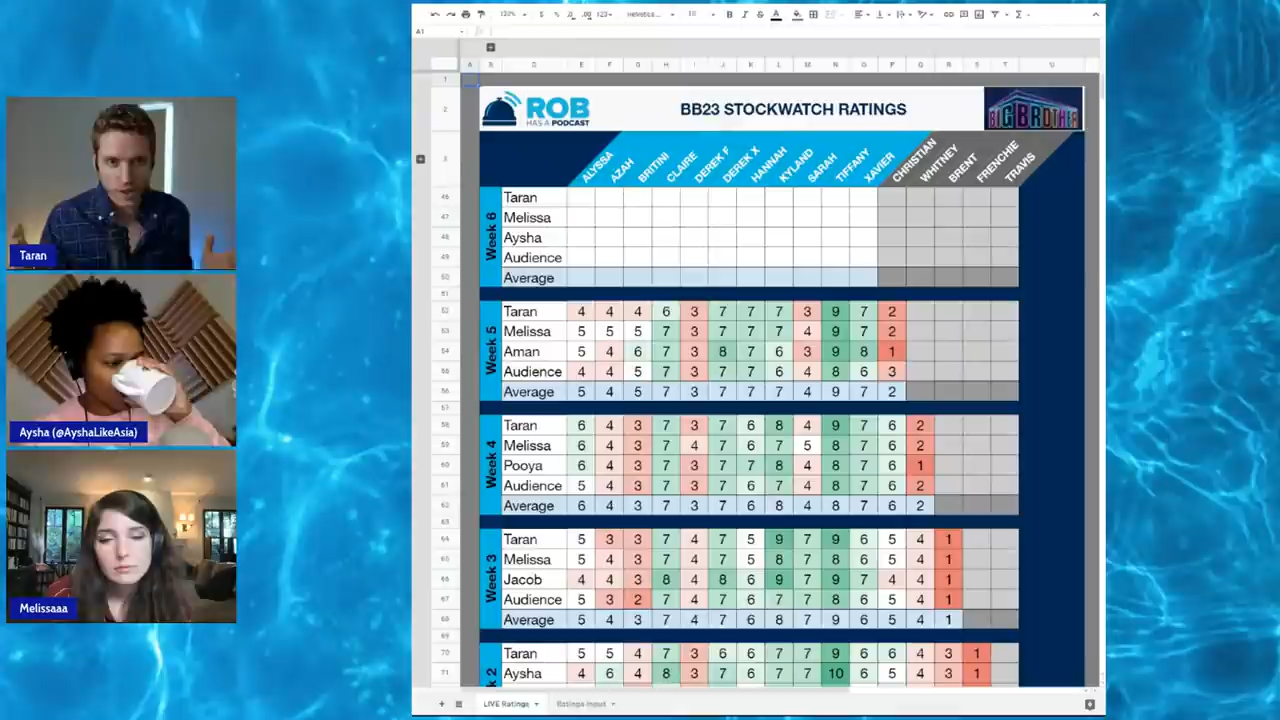 Taran
Aysha (@AyshaLikeAsia)
Melissaaa
A1
ROB
HAS A PODCAST
BB23 STOCKWATCH RATINGS
BIG BROTHER
ALYSSA AZAH BRITINI CLAIRE DEREK F DEREK X HANNAH KYLAND SARAH TIFFANY XAVIER CHRISTIAN WHITNEY BRENT FRENCHIE TRAVIS
Week 6
Taran
Melissa
Aysha
Audience
Average
Week 5
Taran 4 4 4 6 3 7 7 7 3 9 7 2
Melissa 5 5 5 7 3 7 7 7 4 9 7 2
Aman 5 4 6 7 3 8 7 6 3 9 8 1
Audience 4 4 5 7 3 7 7 6 4 8 6 3
Average 5 4 5 7 3 7 7 7 4 9 7 2
Week 4
Taran 6 4 3 7 3 7 6 8 4 9 7 6 2
Melissa 6 4 3 7 4 7 6 7 5 8 7 6 2
Pooya 6 4 3 7 3 7 7 8 4 8 7 6 1
Audience 5 4 3 7 3 7 6 7 4 8 7 6 2
Average 6 4 3 7 3 7 6 8 4 8 7 6 2
Week 3
Taran 5 3 3 7 4 7 5 9 7 9 6 5 4 1
Melissa 5 4 3 7 4 7 5 8 7 8 6 5 4 1
Jacob 4 4 3 8 4 8 6 9 7 9 7 4 4 1
Audience 5 3 2 7 4 7 6 7 7 8 6 5 4 1
Average 5 4 3 7 4 7 6 8 7 9 6 5 4 1
k 2
Taran 5 5 4 7 3 6 6 7 7 9 6 6 4 3 1
Aysha 4 6 4 8 3 7 6 7 7 10 6 5 4 3 1
LIVE Ratings
Ratings Input